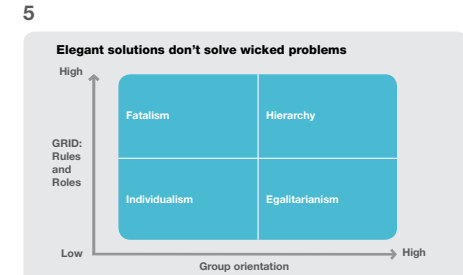 5
Elegant solutions don't solve wicked problems
High
Fatalism
Hierarchy
GRID:
Rules
and
Roles
Individualism
Egalitarianism
Low
High
Group orientation